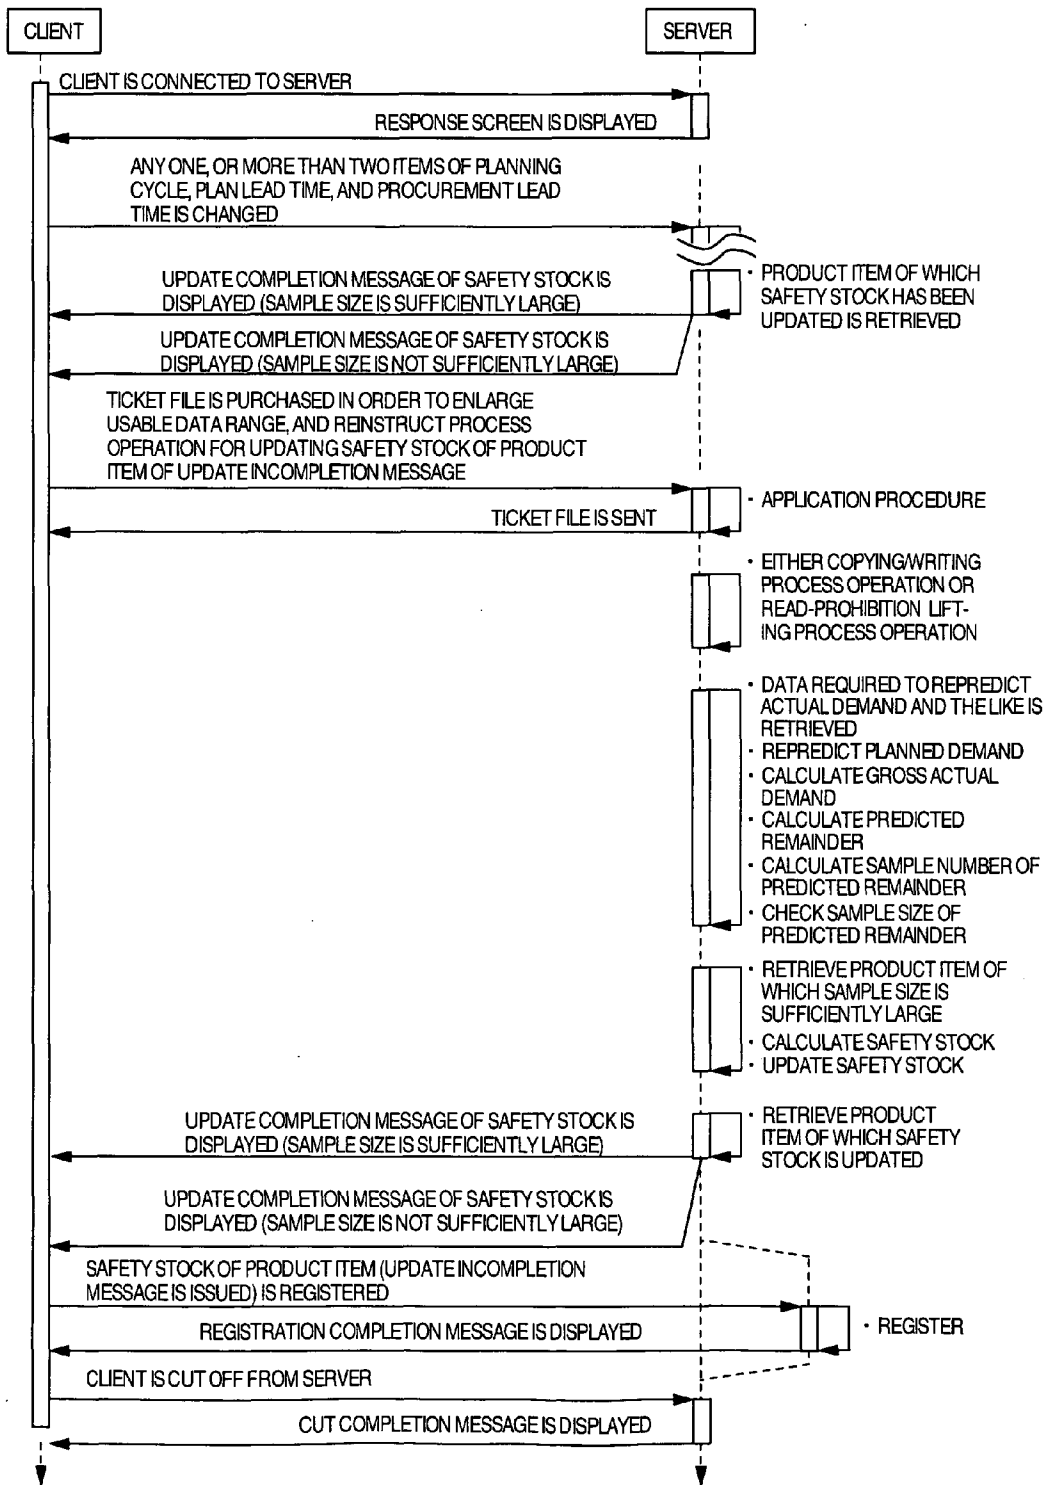 CLIENT
SERVER
CLIENT IS CONNECTED TO SERVER
RESPONSE SCREEN IS DISPLAYED
ANY ONE, OR MORE THAN TWO ITEMS OF PLANNING
CYCLE, PLAN LEAD TIME, AND PROCUREMENT LEAD
TIME IS CHANGED
UPDATE COMPLETION MESSAGE OF SAFETY STOCK IS
DISPLAYED (SAMPLE SIZE IS SUFFICIENTLY LARGE)
• PRODUCT ITEM OF WHICH
SAFETY STOCK HAS BEEN
UPDATED IS RETRIEVED
UPDATE COMPLETION MESSAGE OF SAFETY STOCK IS
DISPLAYED (SAMPLE SIZE IS NOT SUFFICIENTLY LARGE)
TICKET FILE IS PURCHASED IN ORDER TO ENLARGE
USABLE DATA RANGE, AND REINSTRUCT PROCESS
OPERATION FOR UPDATING SAFETY STOCK OF PRODUCT
ITEM OF UPDATE INCOMPLETION MESSAGE
• APPLICATION PROCEDURE
TICKET FILE IS SENT
• EITHER COPYING/WRITING
PROCESS OPERATION OR
READ-PROHIBITION LIFT-
ING PROCESS OPERATION
• DATA REQUIRED TO REPREDICT
ACTUAL DEMAND AND THE LIKE IS
RETRIEVED
• REPREDICT PLANNED DEMAND
• CALCULATE GROSS ACTUAL
DEMAND
• CALCULATE PREDICTED
REMAINDER
• CALCULATE SAMPLE NUMBER OF
PREDICTED REMAINDER
• CHECK SAMPLE SIZE OF
PREDICTED REMAINDER
• RETRIEVE PRODUCT ITEM OF
WHICH SAMPLE SIZE IS
SUFFICIENTLY LARGE
• CALCULATE SAFETY STOCK
• UPDATE SAFETY STOCK
UPDATE COMPLETION MESSAGE OF SAFETY STOCK IS
DISPLAYED (SAMPLE SIZE IS SUFFICIENTLY LARGE)
• RETRIEVE PRODUCT
ITEM OF WHICH SAFETY
STOCK IS UPDATED
UPDATE COMPLETION MESSAGE OF SAFETY STOCK IS
DISPLAYED (SAMPLE SIZE IS NOT SUFFICIENTLY LARGE)
SAFETY STOCK OF PRODUCT ITEM (UPDATE INCOMPLETION
MESSAGE IS ISSUED) IS REGISTERED
• REGISTER
REGISTRATION COMPLETION MESSAGE IS DISPLAYED
CLIENT IS CUT OFF FROM SERVER
CUT COMPLETION MESSAGE IS DISPLAYED